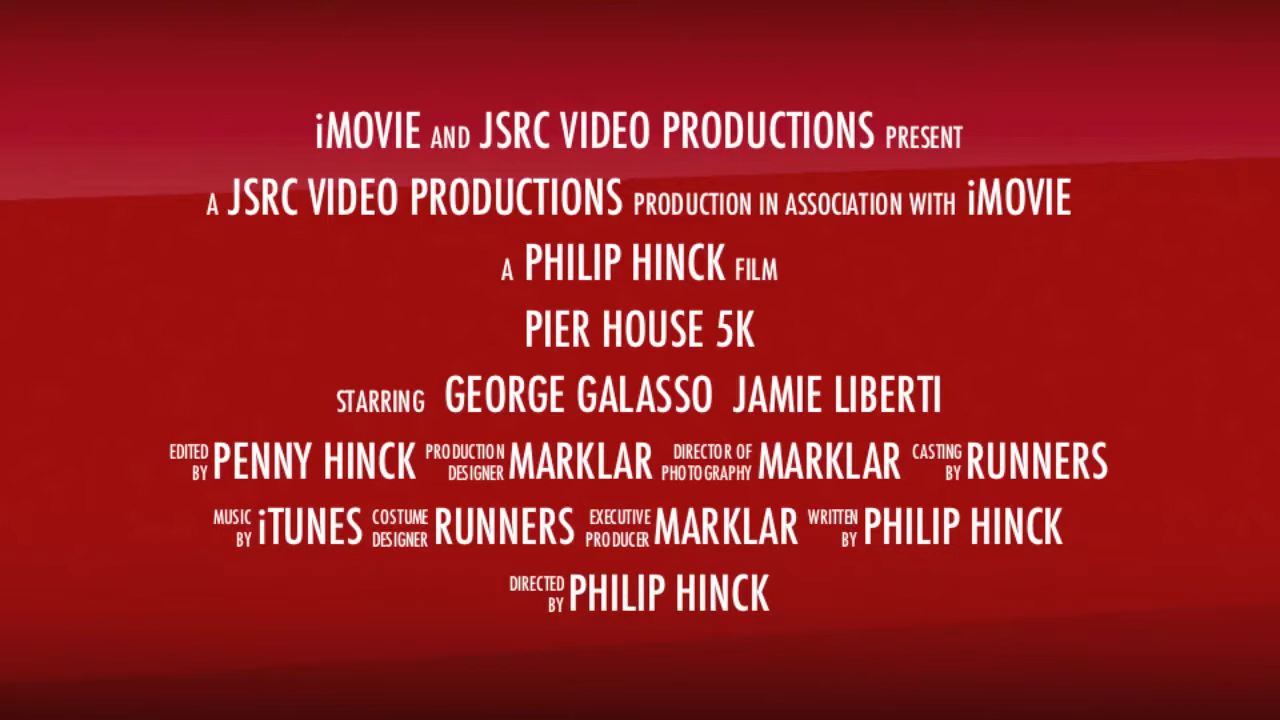 iMOVIE AND JSRC VIDEO PRODUCTIONS PRESENT
A JSRC VIDEO PRODUCTIONS PRODUCTION IN ASSOCIATION WITH iMOVIE
A PHILIP HINCK FILM
PIER HOUSE 5K
STARRING GEORGE GALASSO JAMIE LIBERTI
EDITED BY PENNY HINCK PRODUCTION DESIGNER MARKLAR DIRECTOR OF PHOTOGRAPHY MARKLAR CASTING BY RUNNERS
MUSIC BY iTUNES COSTUME DESIGNER RUNNERS EXECUTIVE PRODUCER MARKLAR WRITTEN BY PHILIP HINCK
DIRECTED BY PHILIP HINCK